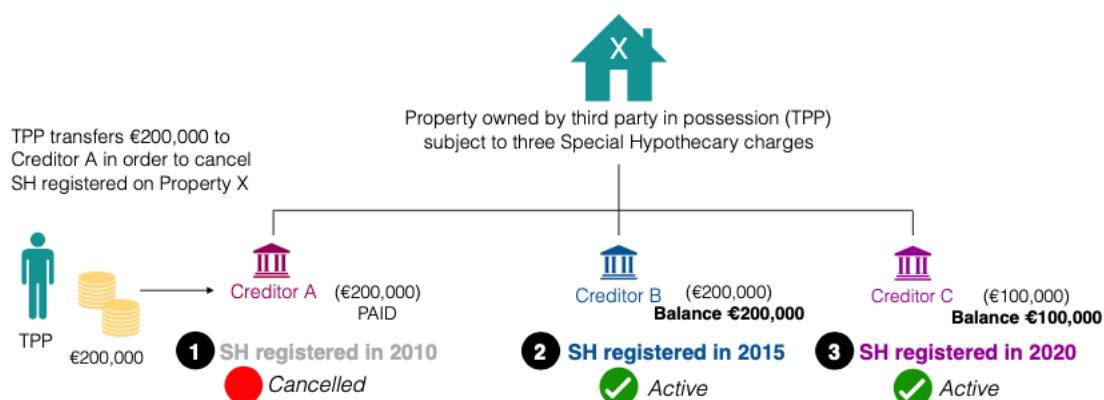 X
Property owned by third party in possession (TPP)
subject to three Special Hypothecary charges
TPP transfers €200,000 to
Creditor A in order to cancel
SH registered on Property X
TPP
€200,000
Creditor A (€200,000)
PAID
1 SH registered in 2010
Cancelled
Creditor B (€200,000)
Balance €200,000
2 SH registered in 2015
Active
Creditor C (€100,000)
Balance €100,000
3 SH registered in 2020
Active